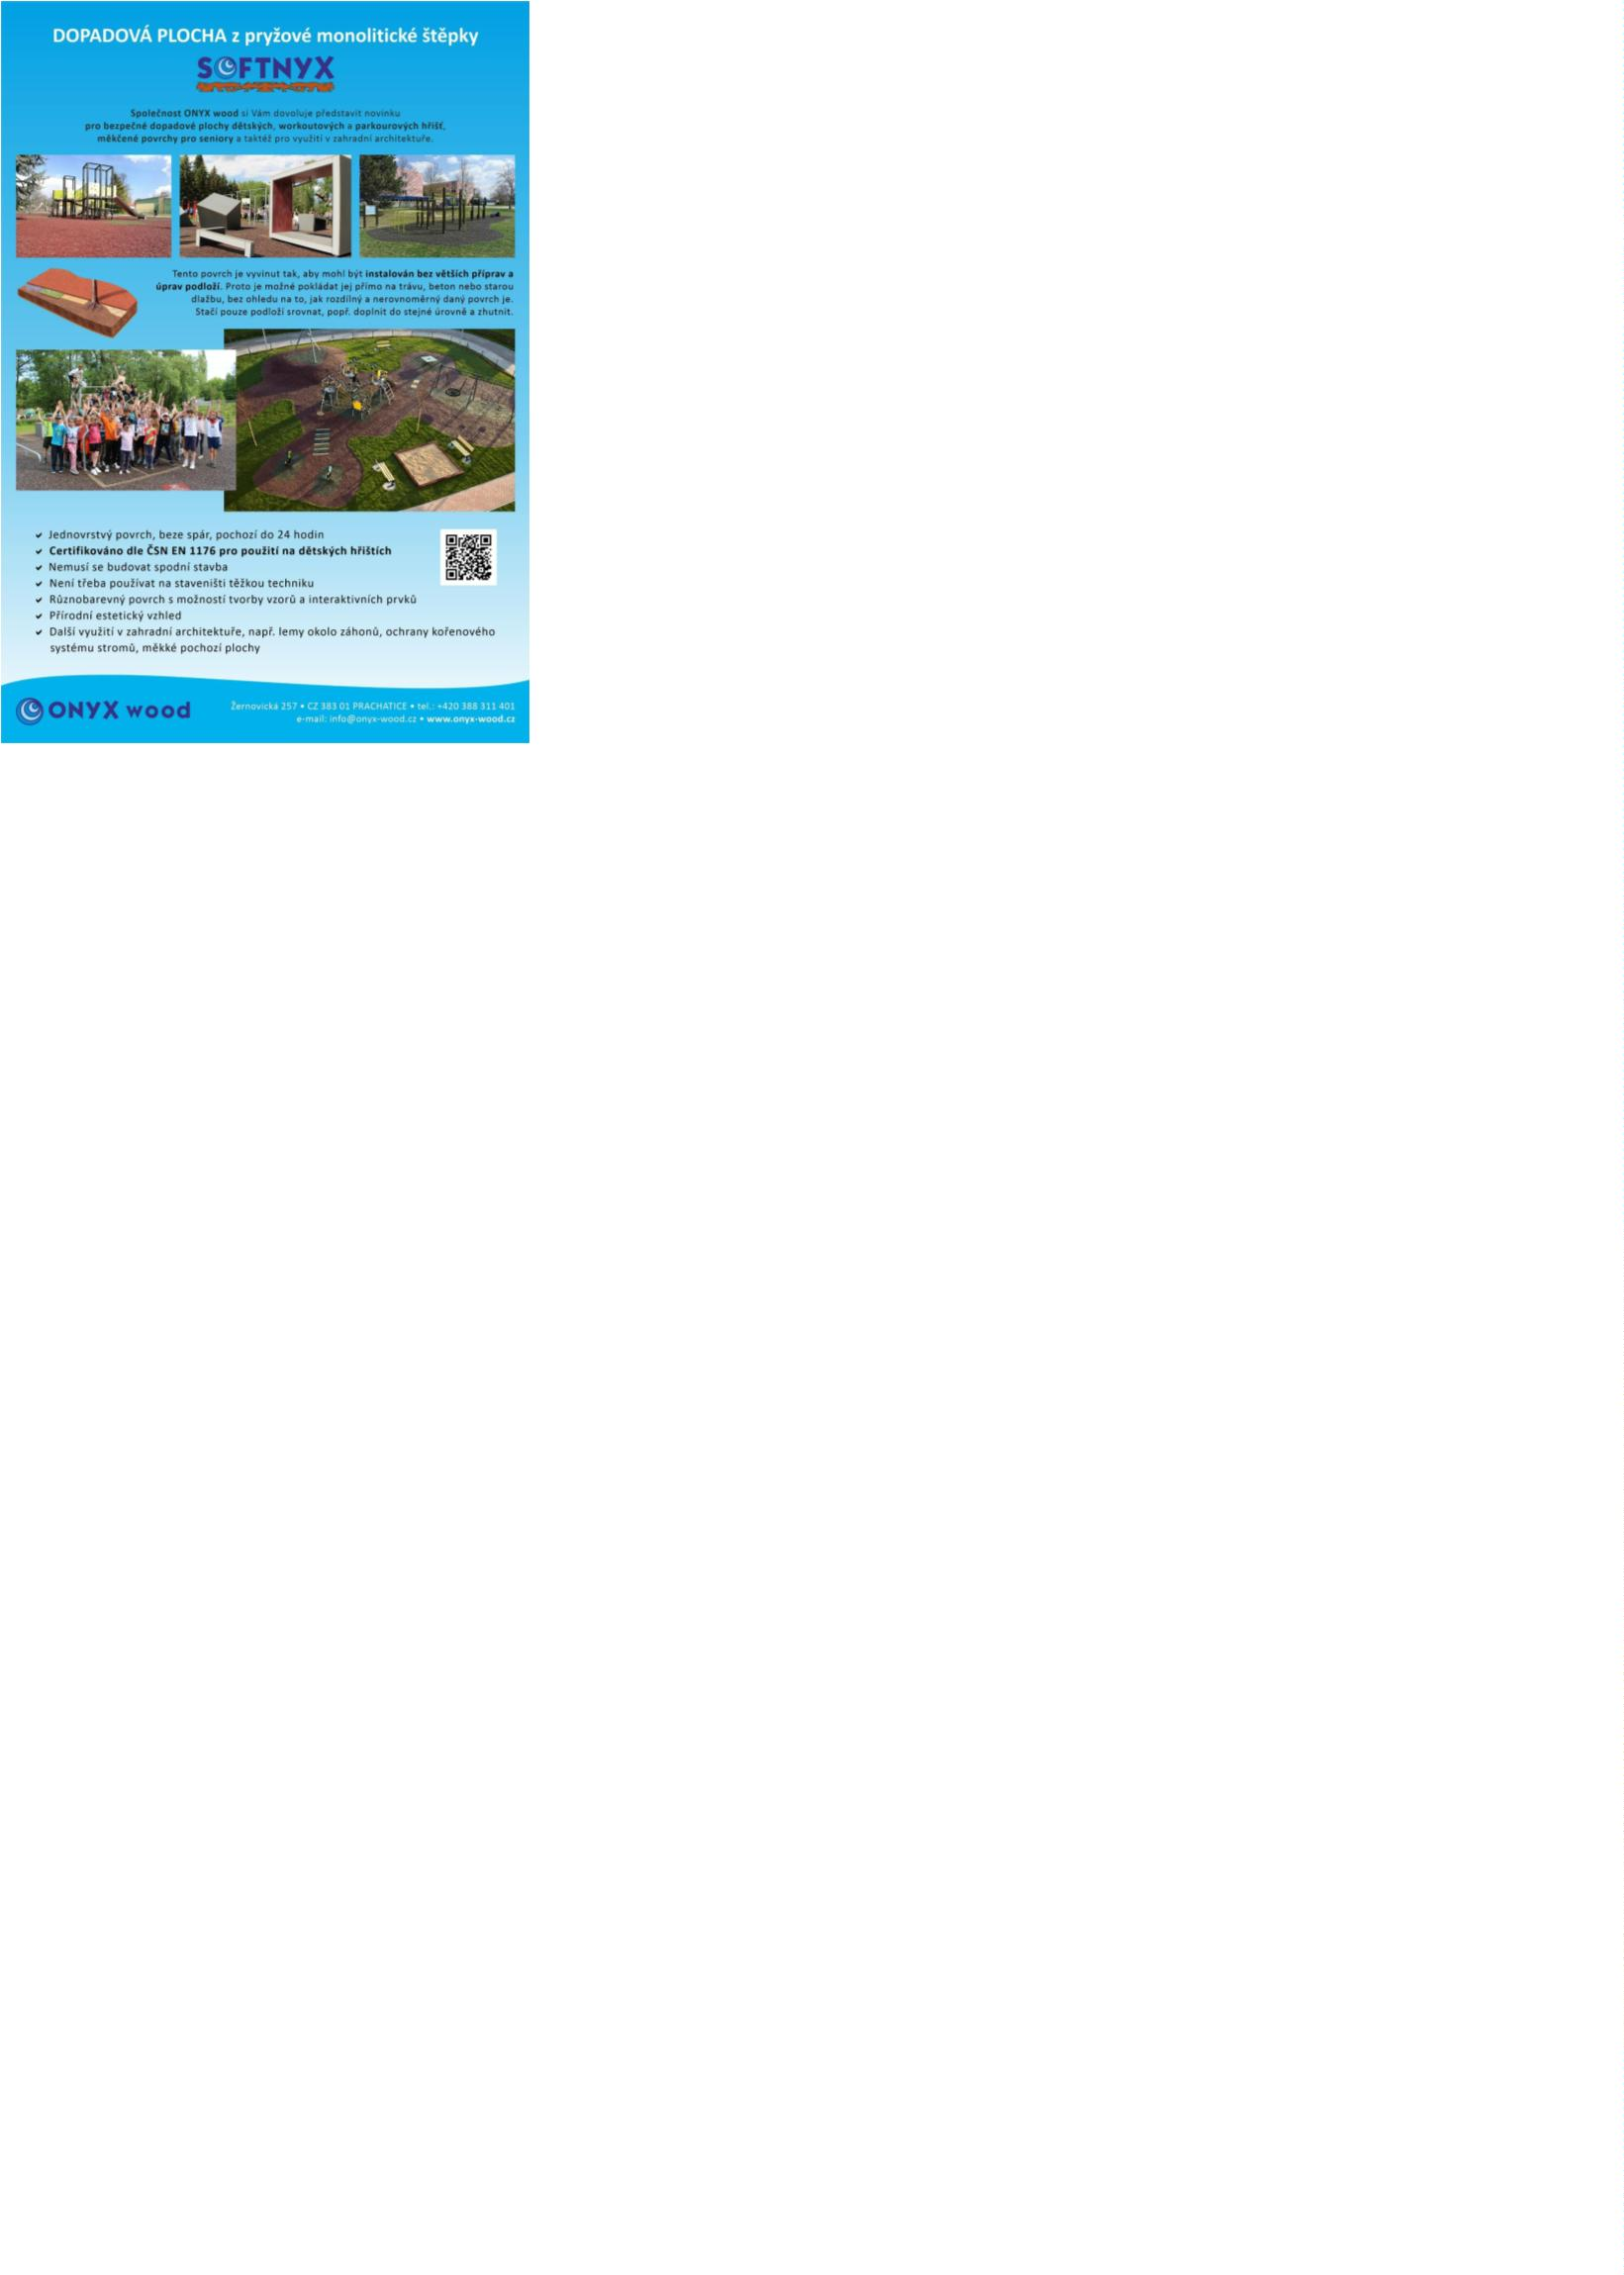 DOPADOVÁ PLOCHA z pryžové monolitické štěpky
SOFTNYX
Společnost ONYX wood si Vám dovoluje představit novinku
pro bezpečné dopadové plochy dětských, workoutových a parkourových hřišť,
měkčené povrchy pro seniory a taktéž pro využití v zahradní architektuře.
Tento povrch je vyvinut tak, aby mohl být instalován bez větších příprav a
úprav podloží. Proto je možné pokládat jej přímo na trávu, beton nebo starou
dlažbu, bez ohledu na to, jak rozdílný a nerovnoměrný daný povrch je.
Stačí pouze podloží srovnat, popř. doplnit do stejné úrovně a zhutnit.
✓ Jednovrstvý povrch, beze spár, pochozí do 24 hodin
✓ Certifikováno dle ČSN EN 1176 pro použití na dětských hřištích
✓ Nemusí se budovat spodní stavba
✓ Není třeba používat na staveništi těžkou techniku
✓ Různobarevný povrch s možností tvorby vzorů a interaktivních prvků
✓ Přírodní estetický vzhled
✓ Další využití v zahradní architektuře, např. lemy okolo záhonů, ochrany kořenového
systému stromů, měkké pochozí plochy
ONYX wood
Žernovická 257 • CZ 383 01 PRACHATICE • tel.: +420 388 311 401
e-mail: info@onyx-wood.cz • www.onyx-wood.cz